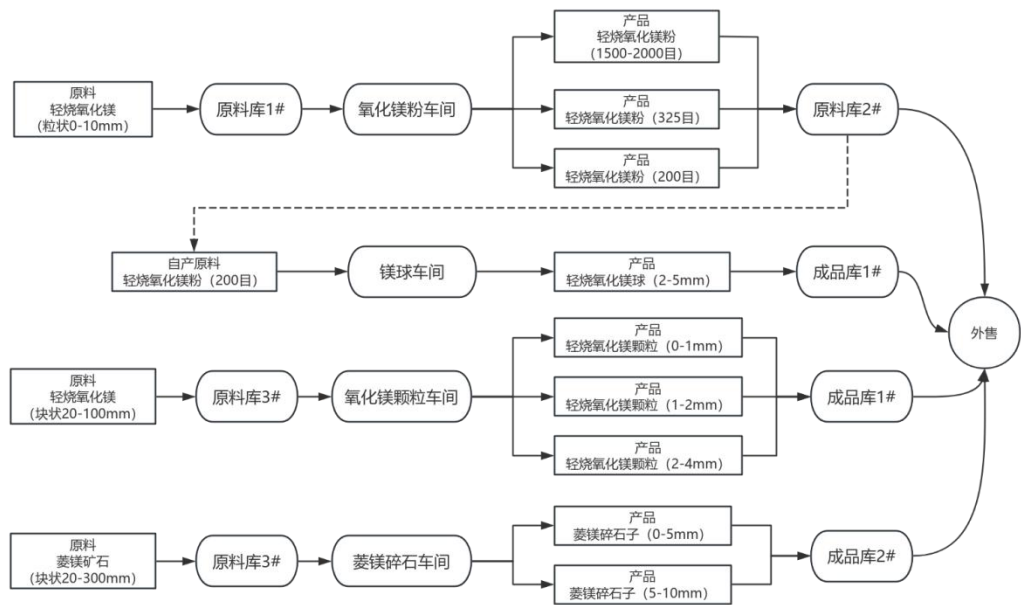 原料
轻烧氧化镁
(粒状0-10mm)
原料库1#
氧化镁粉车间
产品
轻烧氧化镁粉
(1500-2000目)
产品
轻烧氧化镁粉（325目）
产品
轻烧氧化镁粉（200目）
原料库2#
自产原料
轻烧氧化镁粉（200目）
镁球车间
产品
轻烧氧化镁球（2-5mm）
成品库1#
外售
原料
轻烧氧化镁
(块状20-100mm)
原料库3#
氧化镁颗粒车间
产品
轻烧氧化镁颗粒（0-1mm）
产品
轻烧氧化镁颗粒（1-2mm）
产品
轻烧氧化镁颗粒（2-4mm）
成品库1#
原料
菱镁矿石
(块状20-300mm)
原料库3#
菱镁碎石车间
产品
菱镁碎石子（0-5mm）
产品
菱镁碎石子（5-10mm）
成品库2#